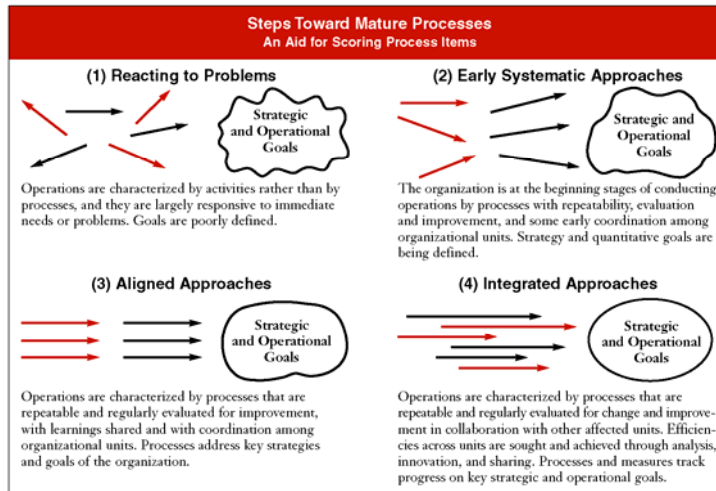 Steps Toward Mature Processes
An Aid for Scoring Process Items
(1) Reacting to Problems
Strategic
and Operational
Goals
Operations are characterized by activities rather than by
processes, and they are largely responsive to immediate
needs or problems. Goals are poorly defined.
(2) Early Systematic Approaches
Strategic and
Operational
Goals
The organization is at the beginning stages of conducting
operations by processes with repeatability, evaluation
and improvement, and some early coordination among
organizational units. Strategy and quantitative goals are
being defined.
(3) Aligned Approaches
Strategic
and Operational
Goals
Operations are characterized by processes that are
repeatable and regularly evaluated for improvement,
with learnings shared and with coordination among
organizational units. Processes address key strategies
and goals of the organization.
(4) Integrated Approaches
Strategic
and Operational
Goals
Operations are characterized by processes that are
repeatable and regularly evaluated for change and improve-
ment in collaboration with other affected units. Efficien-
cies across units are sought and achieved through analysis,
innovation, and sharing. Processes and measures track
progress on key strategic and operational goals.